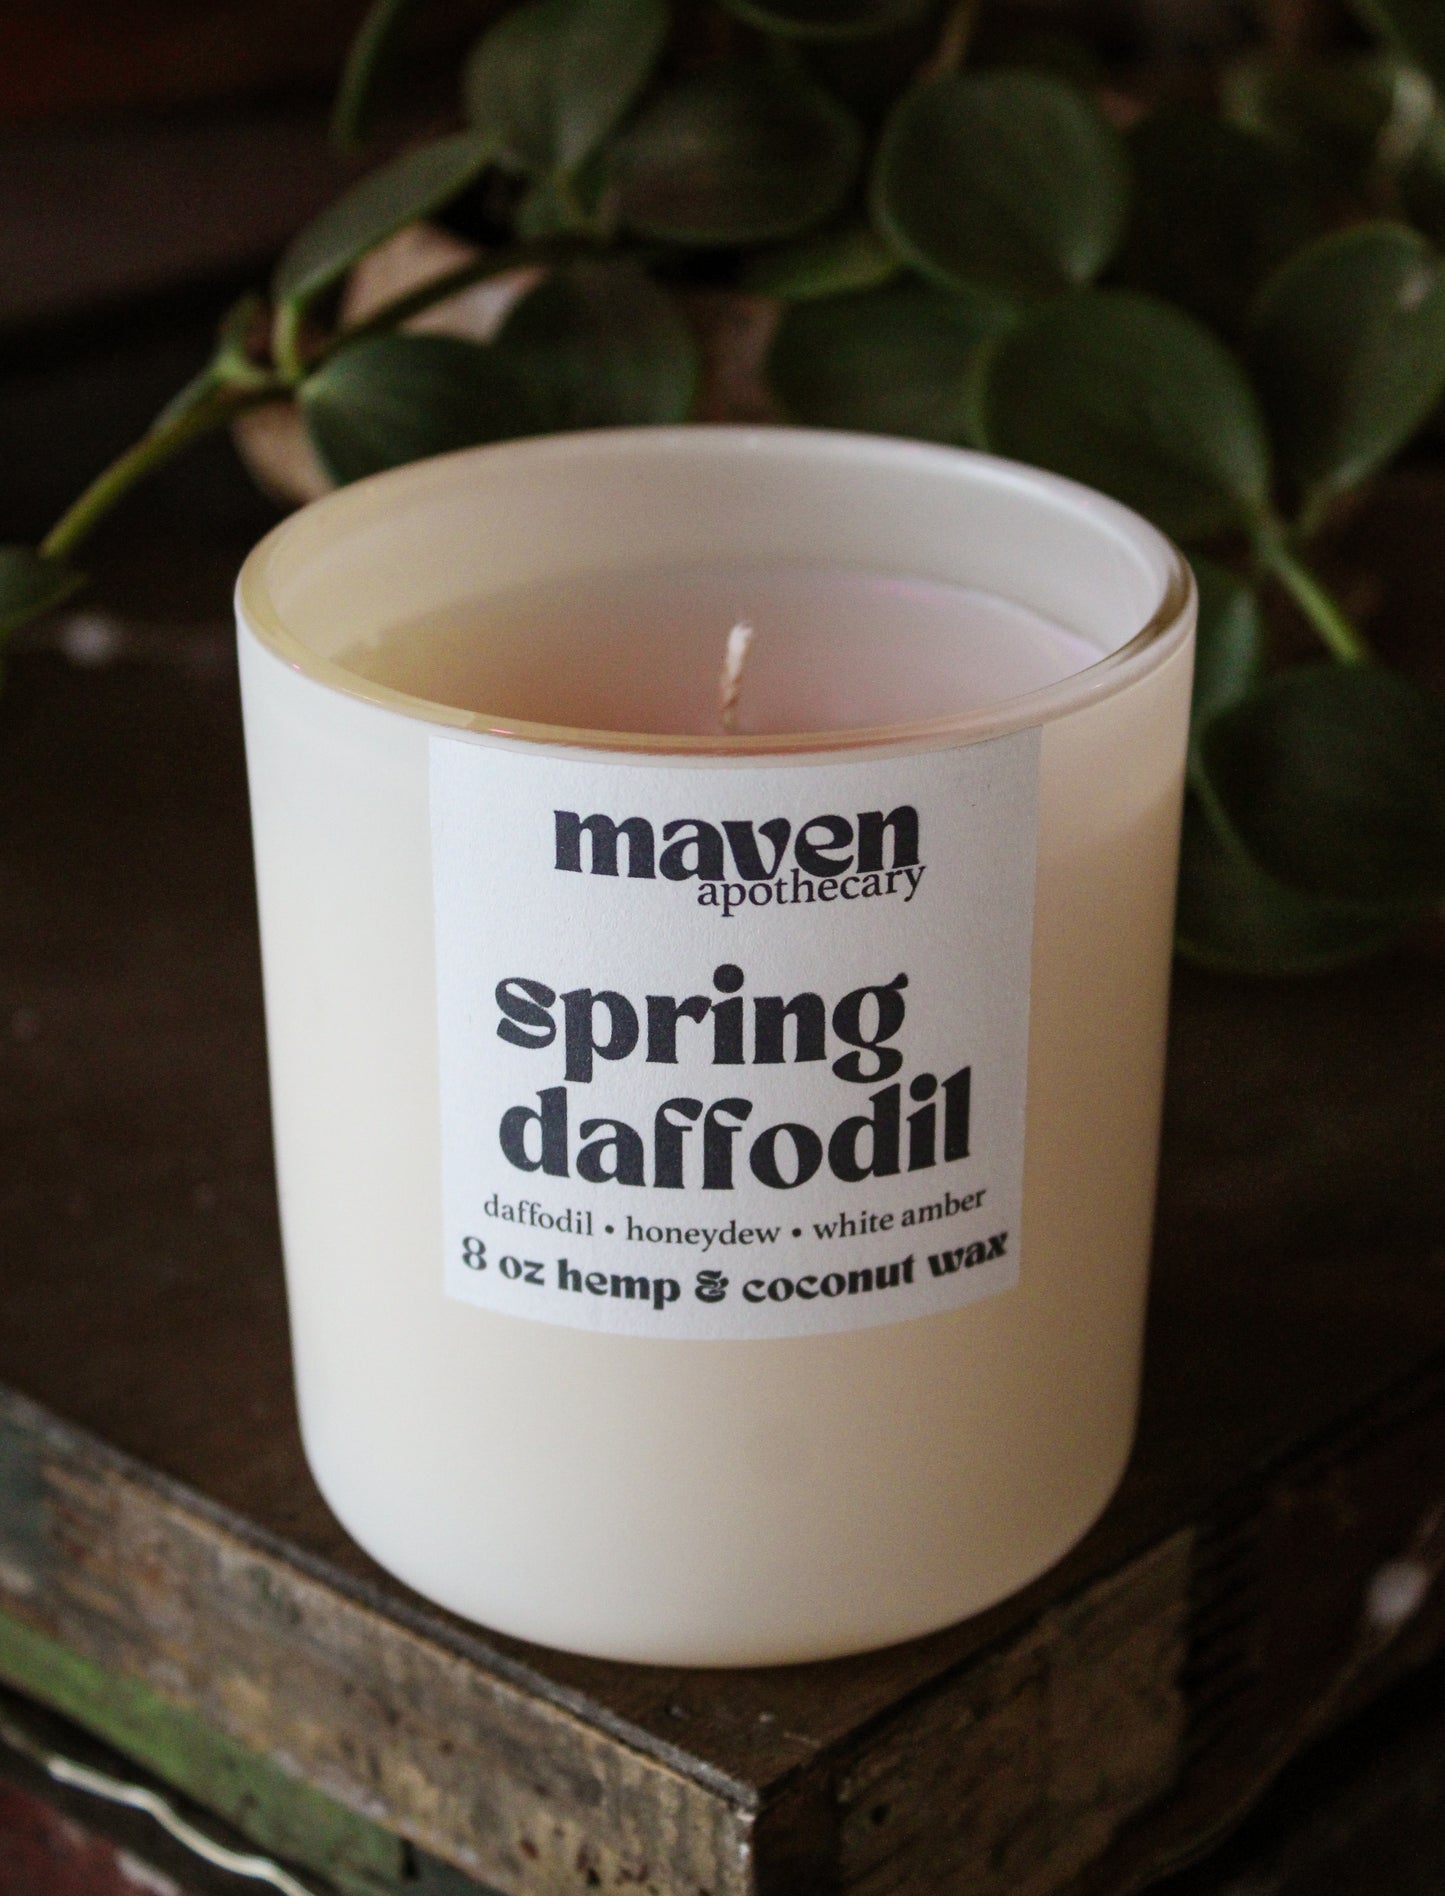 maven
apothecary
spring
daffodil
daffodil • honeydew • white amber
8 oz hemp & coconut wax